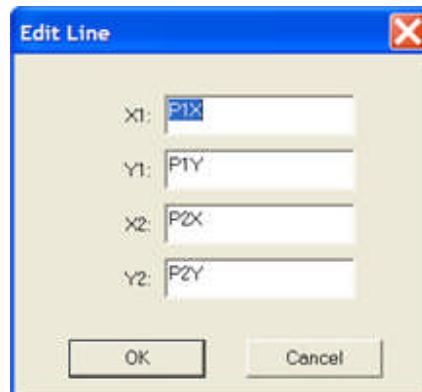 Edit Line
X1: P1X
Y1: P1Y
X2: P2X
Y2: P2Y
OK Cancel